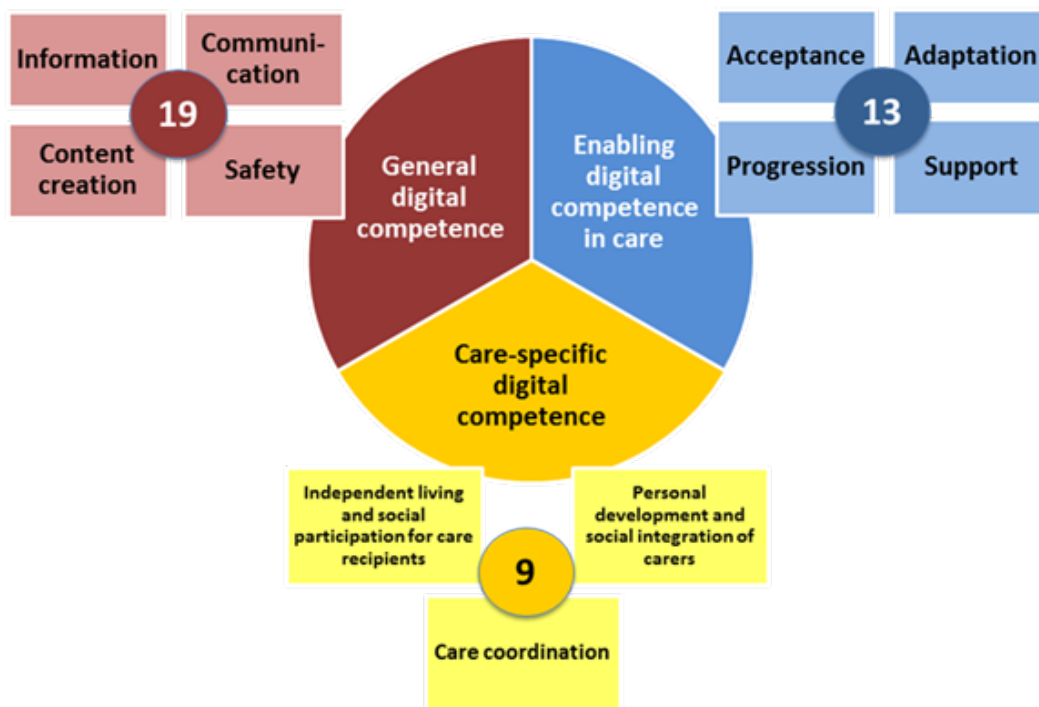 Information
Communi-
cation
19
Content
creation
Safety
Acceptance
Adaptation
13
Progression
Support
General
digital
competence
Enabling
digital
competence
in care
Care-specific
digital
competence
Independent living
and social
participation for care
recipients
Personal
development and
social integration of
carers
9
Care coordination